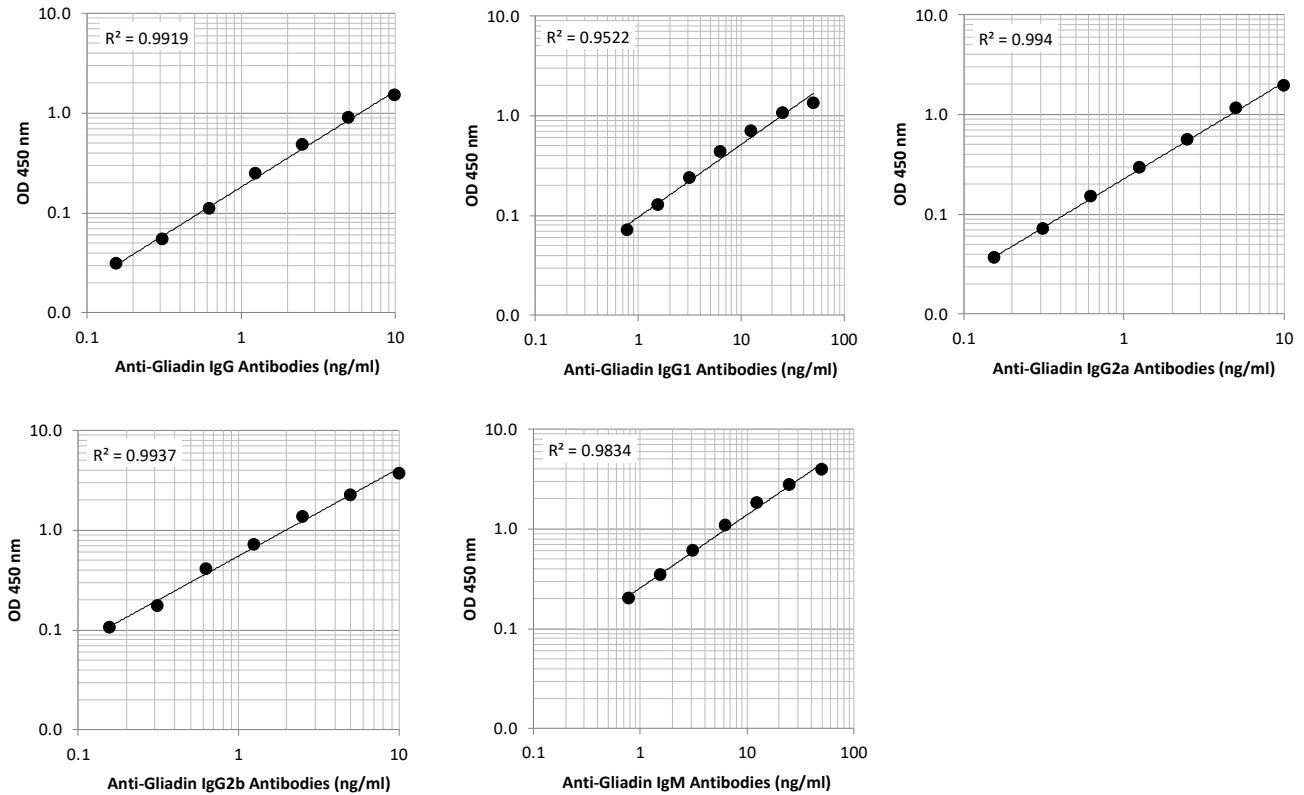 R² = 0.9919
10.0
1.0
0.1
0.0
OD 450 nm
0.1
1
10
Anti-Gliadin IgG Antibodies (ng/ml)
R² = 0.9522
10.0
1.0
0.1
0.0
OD 450 nm
0.1
1
10
100
Anti-Gliadin IgG1 Antibodies (ng/ml)
R² = 0.994
10.0
1.0
0.1
0.0
OD 450 nm
0.1
1
10
Anti-Gliadin IgG2a Antibodies (ng/ml)
R² = 0.9937
10.0
1.0
0.1
0.0
OD 450 nm
0.1
1
10
Anti-Gliadin IgG2b Antibodies (ng/ml)
R² = 0.9834
10.0
1.0
0.1
0.0
OD 450 nm
0.1
1
10
100
Anti-Gliadin IgM Antibodies (ng/ml)